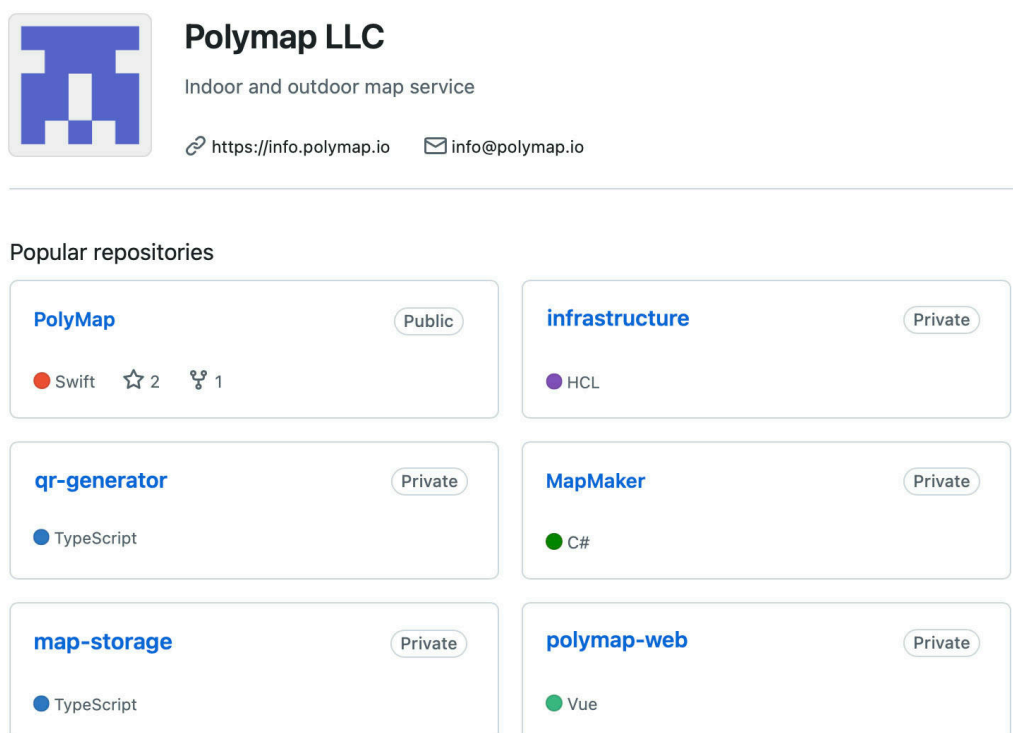 Polymap LLC
Indoor and outdoor map service
https://info.polymap.io info@polymap.io
Popular repositories
PolyMap Public
Swift 2 1
infrastructure Private
HCL
qr-generator Private
TypeScript
MapMaker Private
C#
map-storage Private
TypeScript
polymap-web Private
Vue